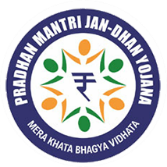 PRADHAN MANTRI JAN-DHAN YOJANA
₹
MERA KHATA BHAGYA VIDHATA